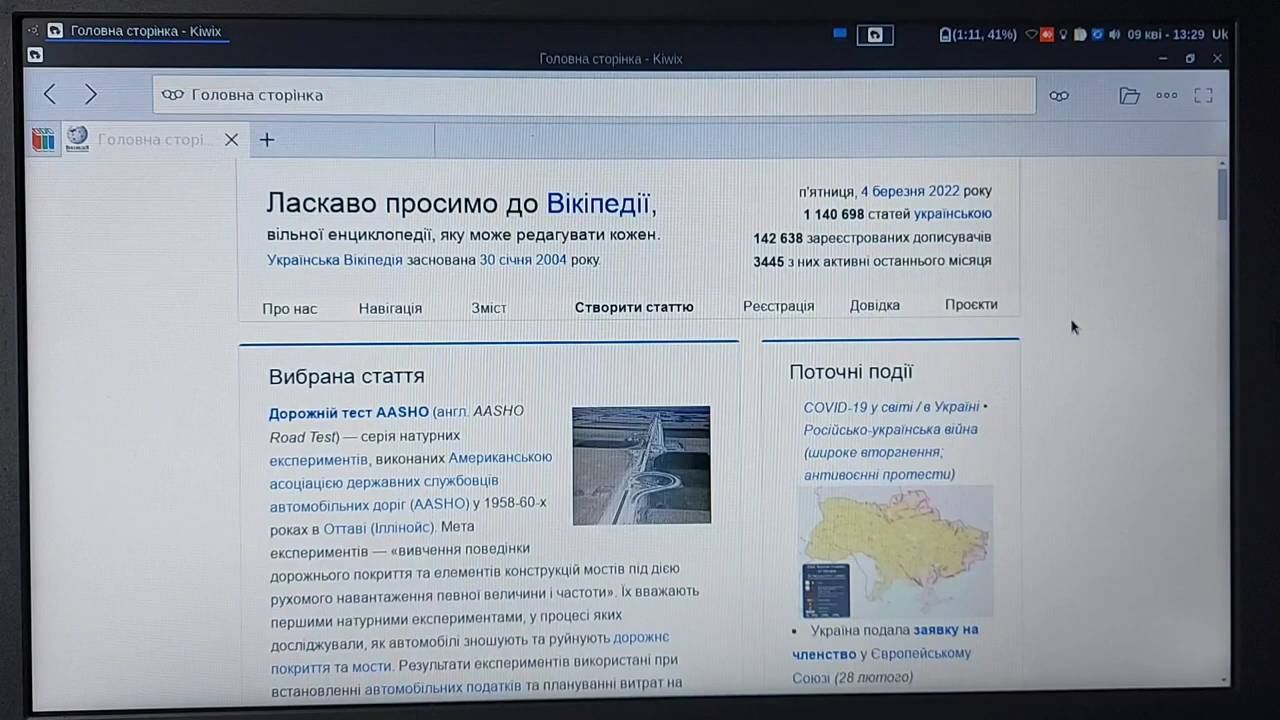 Головна сторінка - Kiwix
(1:11, 41%)
09 кві - 13:29 Uk
Головна сторінка - Kiwix
Головна сторінка
Головна сторі...
Ласкаво просимо до Вікіпедії,
вільної енциклопедії, яку може редагувати кожен.
Українська Вікіпедія заснована 30 січня 2004 року.
п'ятниця, 4 березня 2022 року
1 140 698 статей українською
142 638 зареєстрованих дописувачів
3445 з них активні останнього місяця
Про нас Навігація Зміст Створити статтю Реєстрація Довідка Проєкти
Вибрана стаття
Дорожній тест AASHO (англ. AASHO
Road Test) — серія натурних
експериментів, виконаних Американською
асоціацією державних службовців
автомобільних доріг (AASHO) у 1958-60-х
роках в Оттаві (Іллінойс). Мета
експериментів — «вивчення поведінки
дорожнього покриття та елементів конструкцій мостів під дією
рухомого навантаження певної величини і частоти». Їх вважають
першими натурними експериментами, у процесі яких
досліджували, як автомобілі зношують та руйнують дорожнє
покриття та мости. Результати експериментів використані при
встановленні автомобільних податків та плануванні витрат на
Поточні події
COVID-19 у світі / в Україні •
Російсько-українська війна
(широке вторгнення;
антивоєнні протести)
• Україна подала заявку на
членство у Європейському
Союзі (28 лютого)